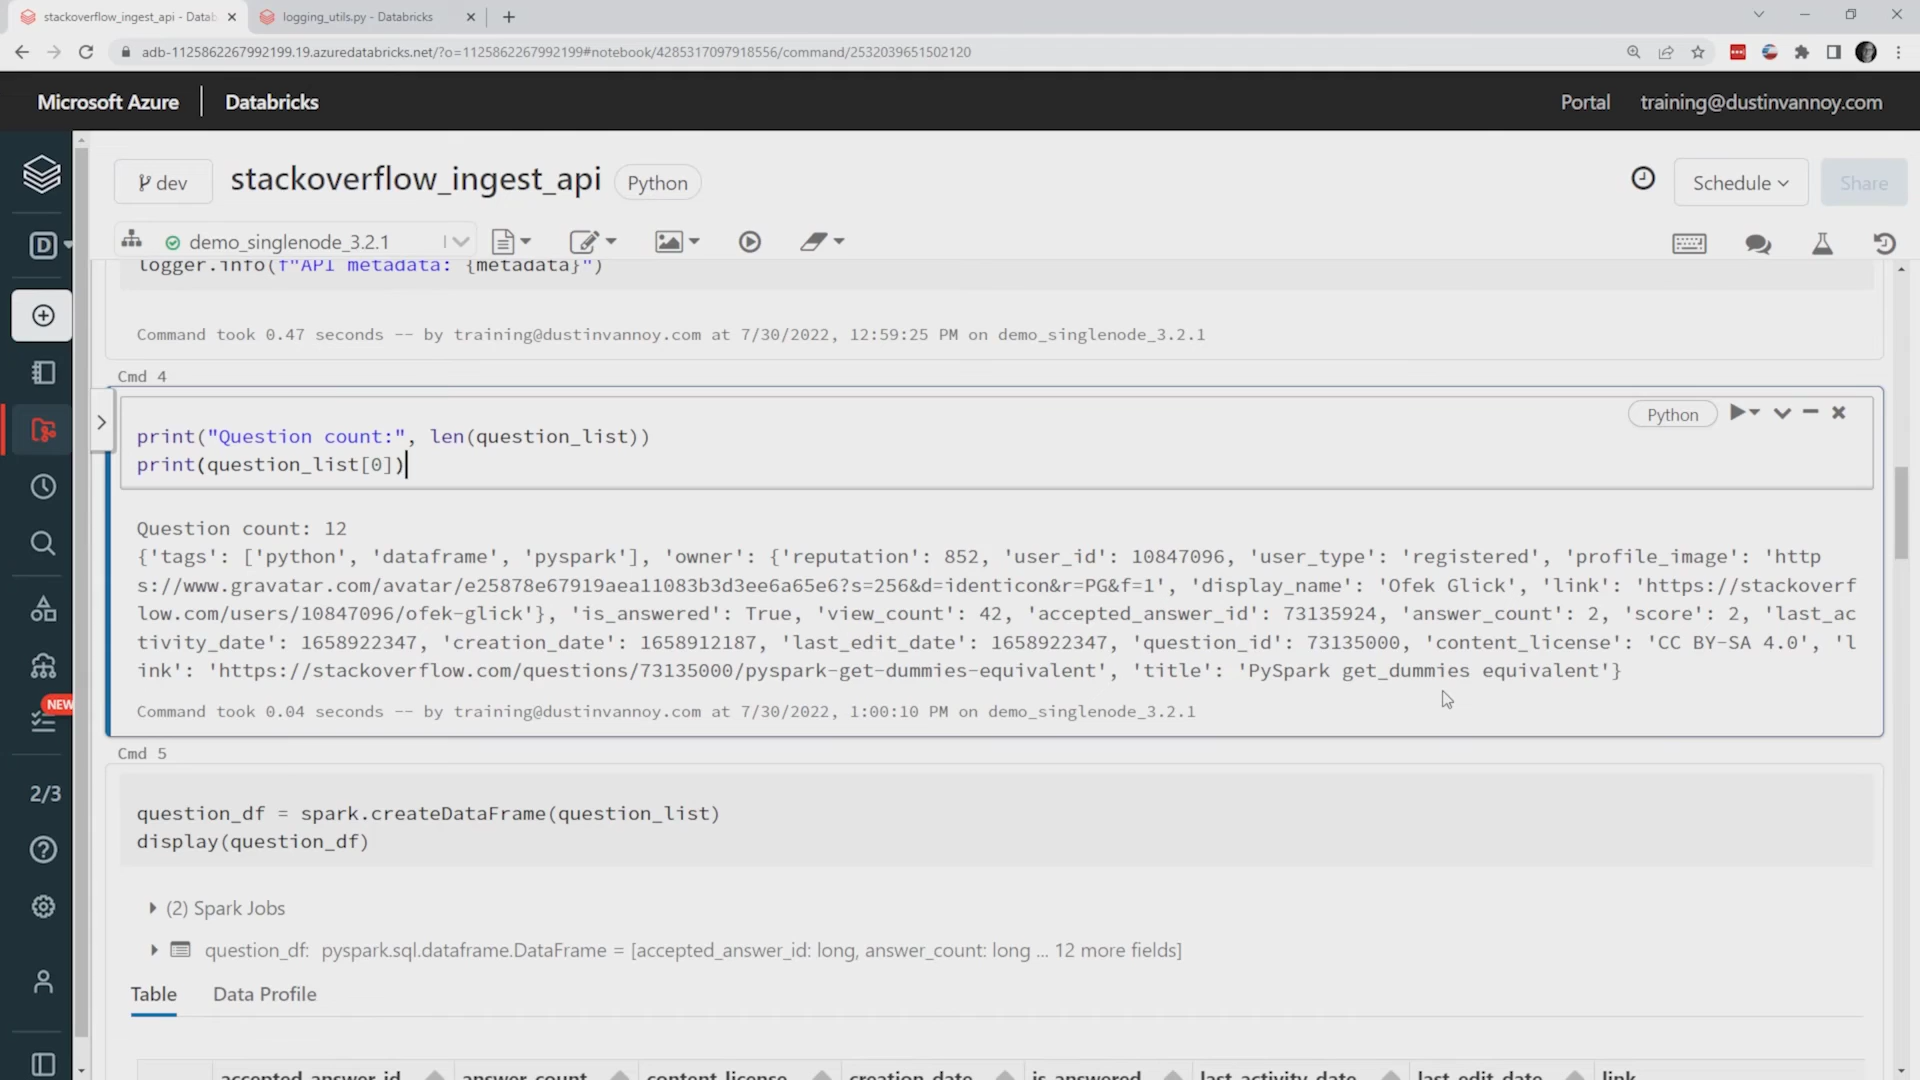 stackoverflow_ingest_api - Datab
logging_utils.py - Databricks
adb-1125862267992199.19.azuredatabricks.net/?o=1125862267992199#notebook/4285317097918556/command/2532039651502120
Microsoft Azure
Databricks
Portal
training@dustinvannoy.com
dev
stackoverflow_ingest_api
Python
Schedule
Share
D
demo_singlenode_3.2.1
logger.info(f"API metadata: {metadata}")
Command took 0.47 seconds -- by training@dustinvannoy.com at 7/30/2022, 12:59:25 PM on demo_singlenode_3.2.1
Cmd 4
Python
print("Question count:", len(question_list))
print(question_list[0])
Question count: 12
{'tags': ['python', 'dataframe', 'pyspark'], 'owner': {'reputation': 852, 'user_id': 10847096, 'user_type': 'registered', 'profile_image': 'http
s://www.gravatar.com/avatar/e25878e67919aea11083b3d3ee6a65e6?s=256&d=identicon&r=PG&f=1', 'display_name': 'Ofek Glick', 'link': 'https://stackoverf
low.com/users/10847096/ofek-glick'}, 'is_answered': True, 'view_count': 42, 'accepted_answer_id': 73135924, 'answer_count': 2, 'score': 2, 'last_ac
tivity_date': 1658922347, 'creation_date': 1658912187, 'last_edit_date': 1658922347, 'question_id': 73135000, 'content_license': 'CC BY-SA 4.0', 'l
ink': 'https://stackoverflow.com/questions/73135000/pyspark-get-dummies-equivalent', 'title': 'PySpark get_dummies equivalent'}
Command took 0.04 seconds -- by training@dustinvannoy.com at 7/30/2022, 1:00:10 PM on demo_singlenode_3.2.1
NEW
Cmd 5
2/3
question_df = spark.createDataFrame(question_list)
display(question_df)
(2) Spark Jobs
question_df: pyspark.sql.dataframe.DataFrame = [accepted_answer_id: long, answer_count: long ... 12 more fields]
Table
Data Profile
accepted_answer_id answer_count content_license creation_date is_answered last_activity_date last_edit_date link